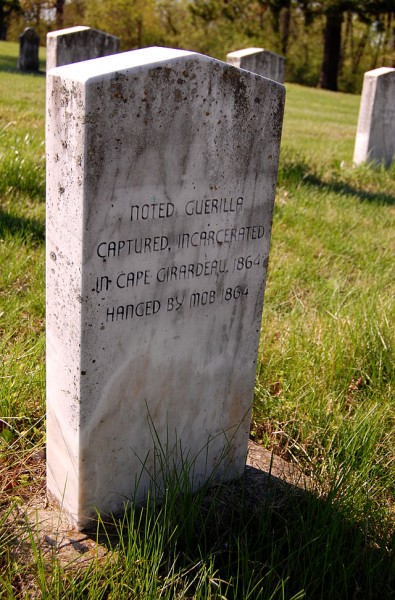 NOTED GUERILLA
CAPTURED, INCARCERATED
IN CAPE GIRARDEAU, 1864
HANGED BY MOB 1864